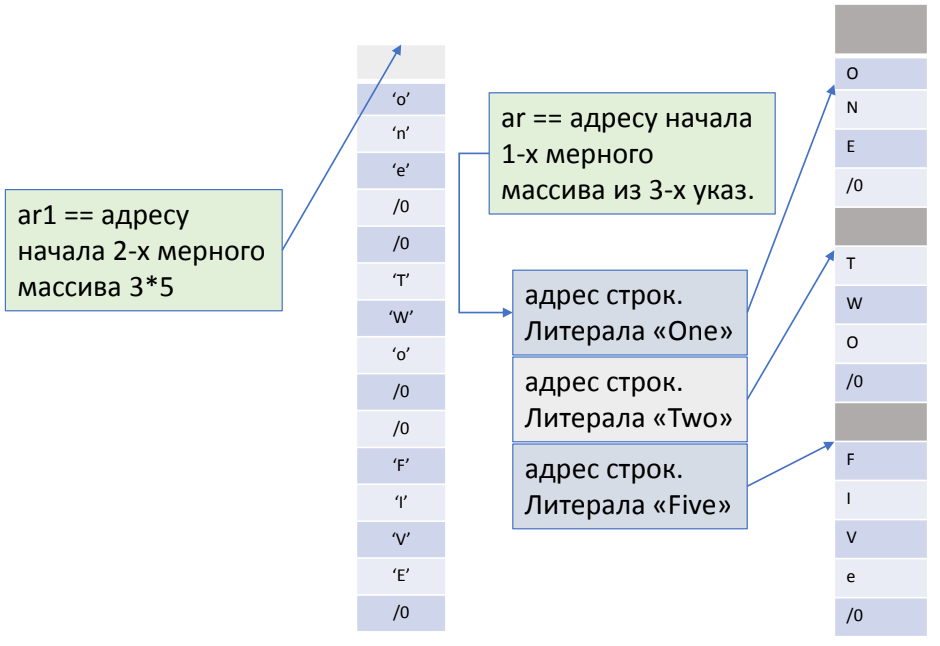 ar1 == адресу
начала 2-х мерного
массива 3*5
‘o’
‘n’
‘e’
/0
/0
‘T’
‘W’
‘o’
/0
/0
‘F’
‘I’
‘V’
‘E’
/0
ar == адресу начала
1-х мерного
массива из 3-х указ.
адрес строк.
Литерала «One»
адрес строк.
Литерала «Two»
адрес строк.
Литерала «Five»
O
N
E
/0
T
W
O
/0
F
I
V
e
/0